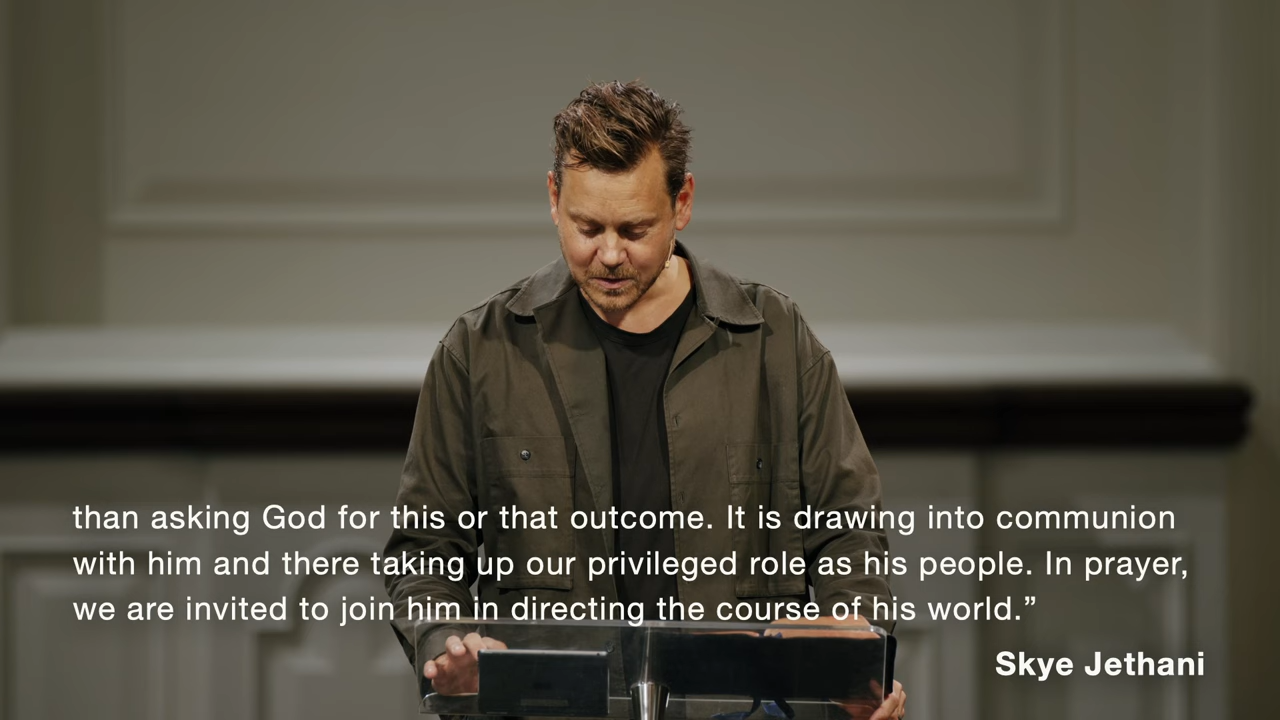 than asking God for this or that outcome. It is drawing into communion
with him and there taking up our privileged role as his people. In prayer,
we are invited to join him in directing the course of his world.”
Skye Jethani